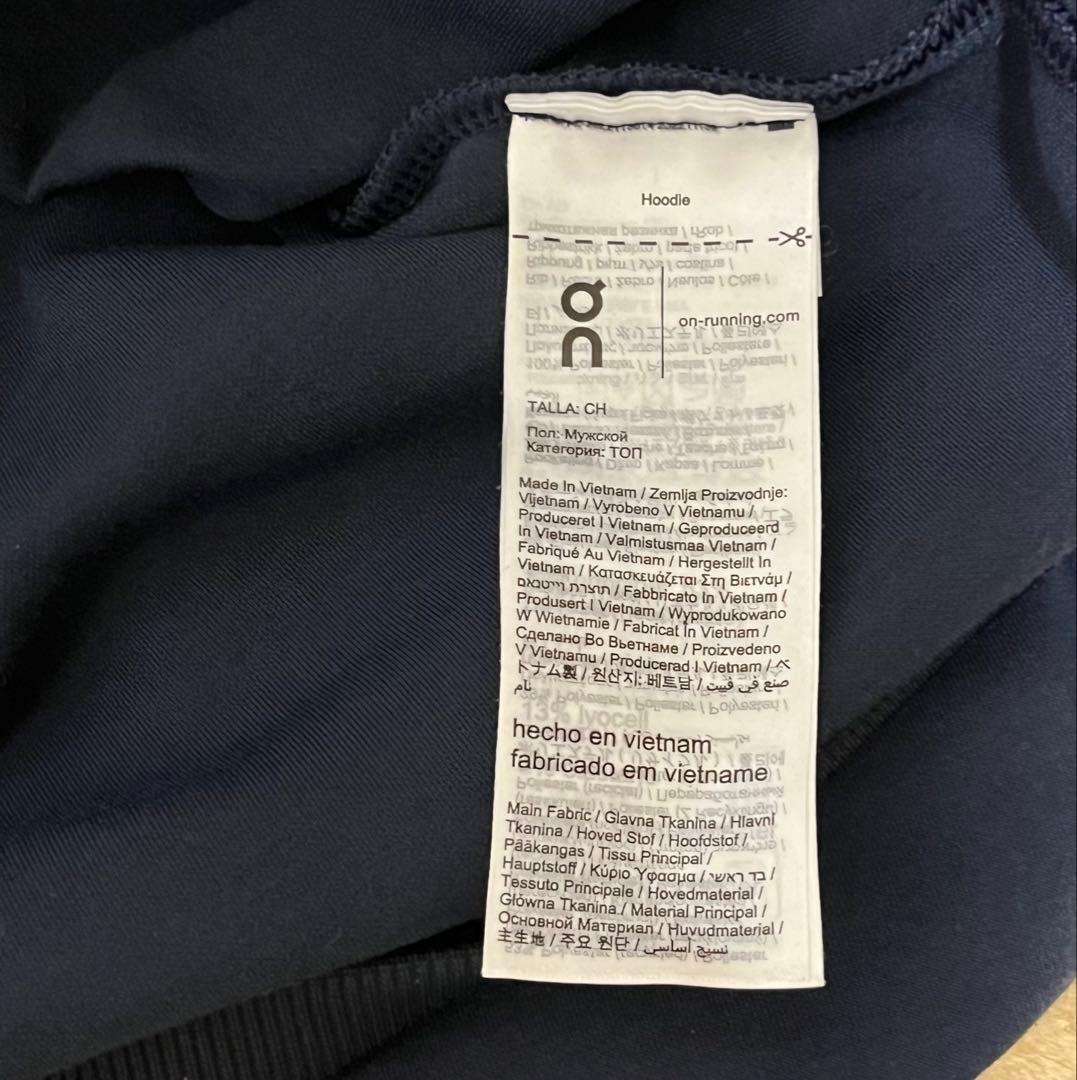 Hoodie
on
on-running.com
TALLA: CH
Пол: Мужской
Категория: ТОП
Made In Vietnam / Zemlja Proizvodnje:
Vijetnam / Vyrobeno V Vietnamu /
Produceret I Vietnam / Geproduceerd
In Vietnam / Valmistusmaa Vietnam /
Fabriqué Au Vietnam / Hergestellt In
Vietnam / Κατασκευάζεται Στη Βιετνάμ /
תוצרת וייטנאם / Fabbricato In Vietnam /
Produsert I Vietnam / Wyprodukowano
W Wietnamie / Fabricat În Vietnam /
Сделано Во Вьетнаме / Proizvedeno
V Vietnamu / Producerad I Vietnam / ベ
トナム製 / 원산지: 베트남 / صنع في فييت
نام
hecho en vietnam
fabricado em vietname
Main Fabric / Glavna Tkanina / Hlavní
Tkanina / Hoved Stof / Hoofdstof /
Pääkangas / Tissu Principal /
Hauptstoff / Κύριο Ύφασμα / בד ראשי /
Tessuto Principale / Hovedmaterial /
Główna Tkanina / Material Principal /
Основной Материал / Huvudmaterial /
主生地 / 주요 원단 / نسيج أساسي